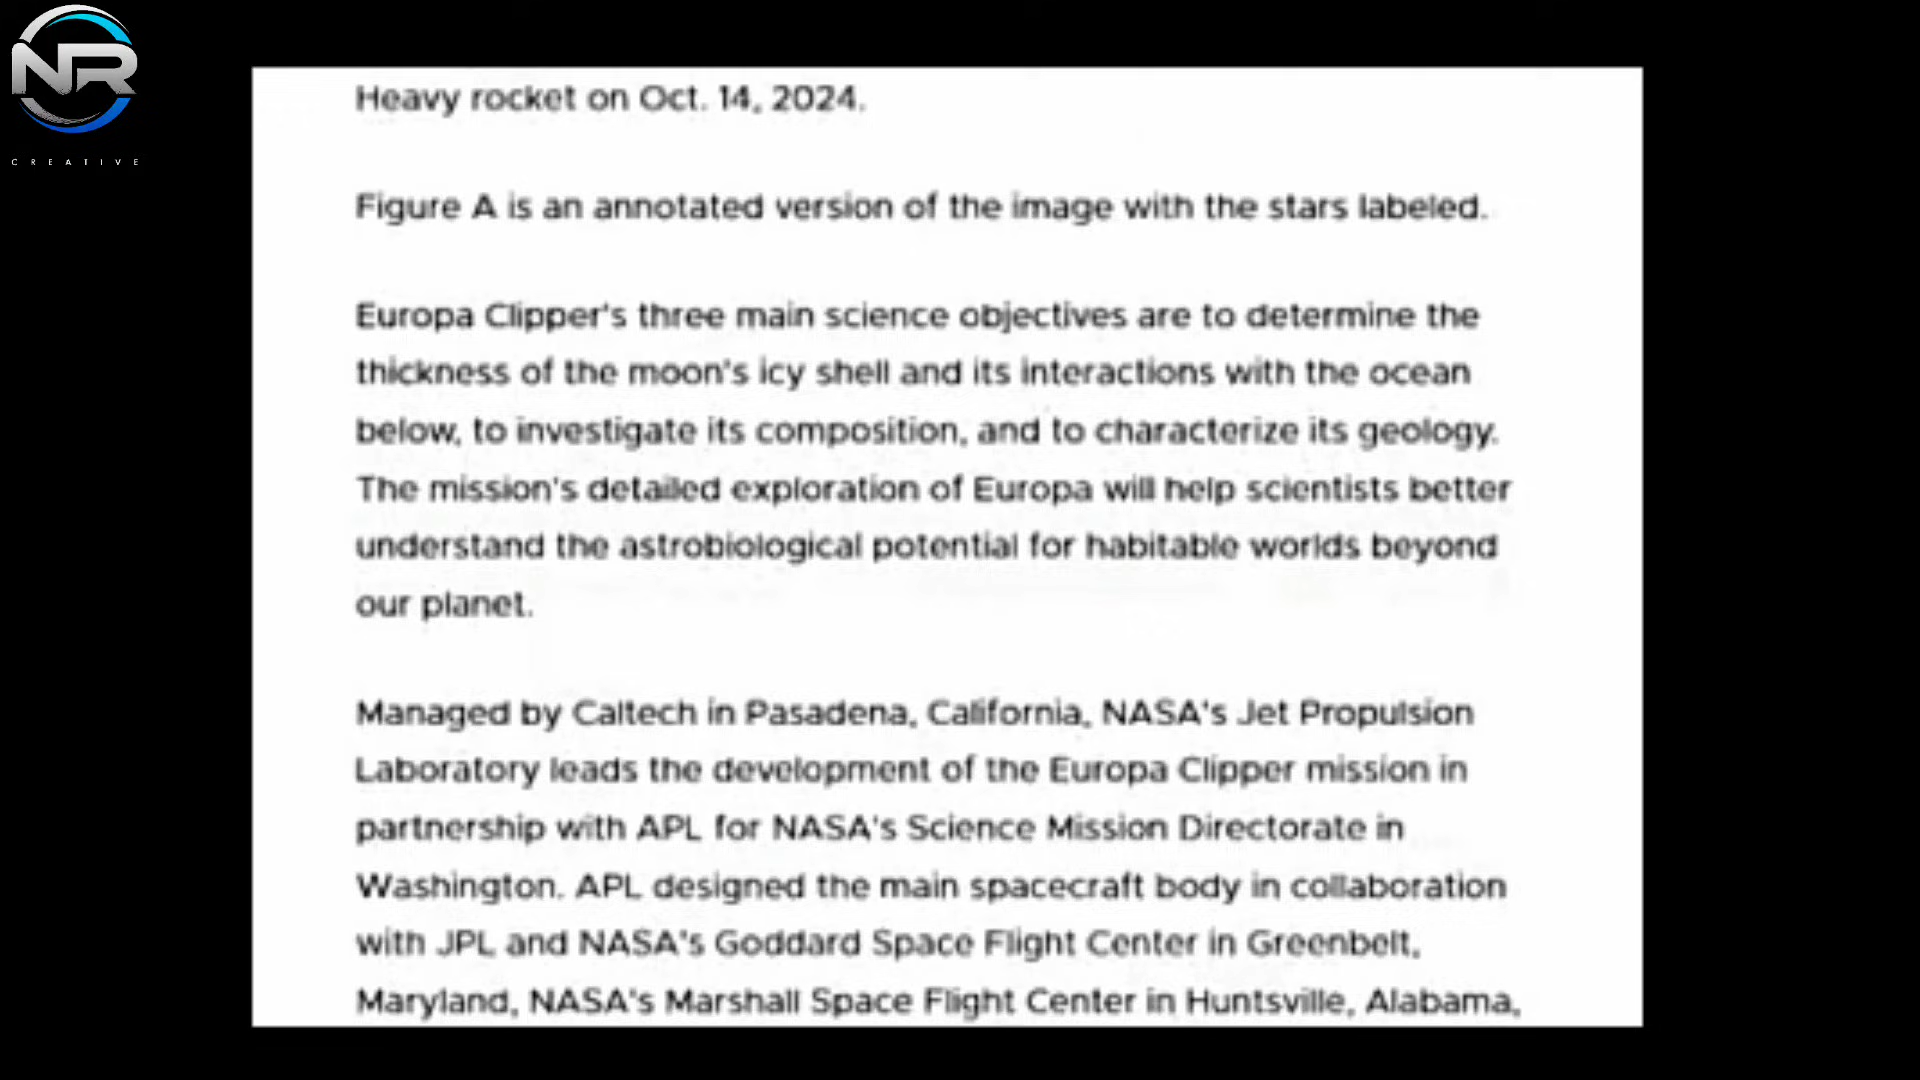 NR
CREATIVE
Heavy rocket on Oct. 14, 2024.
Figure A is an annotated version of the image with the stars labeled.
Europa Clipper's three main science objectives are to determine the
thickness of the moon's icy shell and its interactions with the ocean
below, to investigate its composition, and to characterize its geology.
The mission's detailed exploration of Europa will help scientists better
understand the astrobiological potential for habitable worlds beyond
our planet.
Managed by Caltech in Pasadena, California, NASA's Jet Propulsion
Laboratory leads the development of the Europa Clipper mission in
partnership with APL for NASA's Science Mission Directorate in
Washington. APL designed the main spacecraft body in collaboration
with JPL and NASA's Goddard Space Flight Center in Greenbelt,
Maryland, NASA's Marshall Space Flight Center in Huntsville, Alabama,